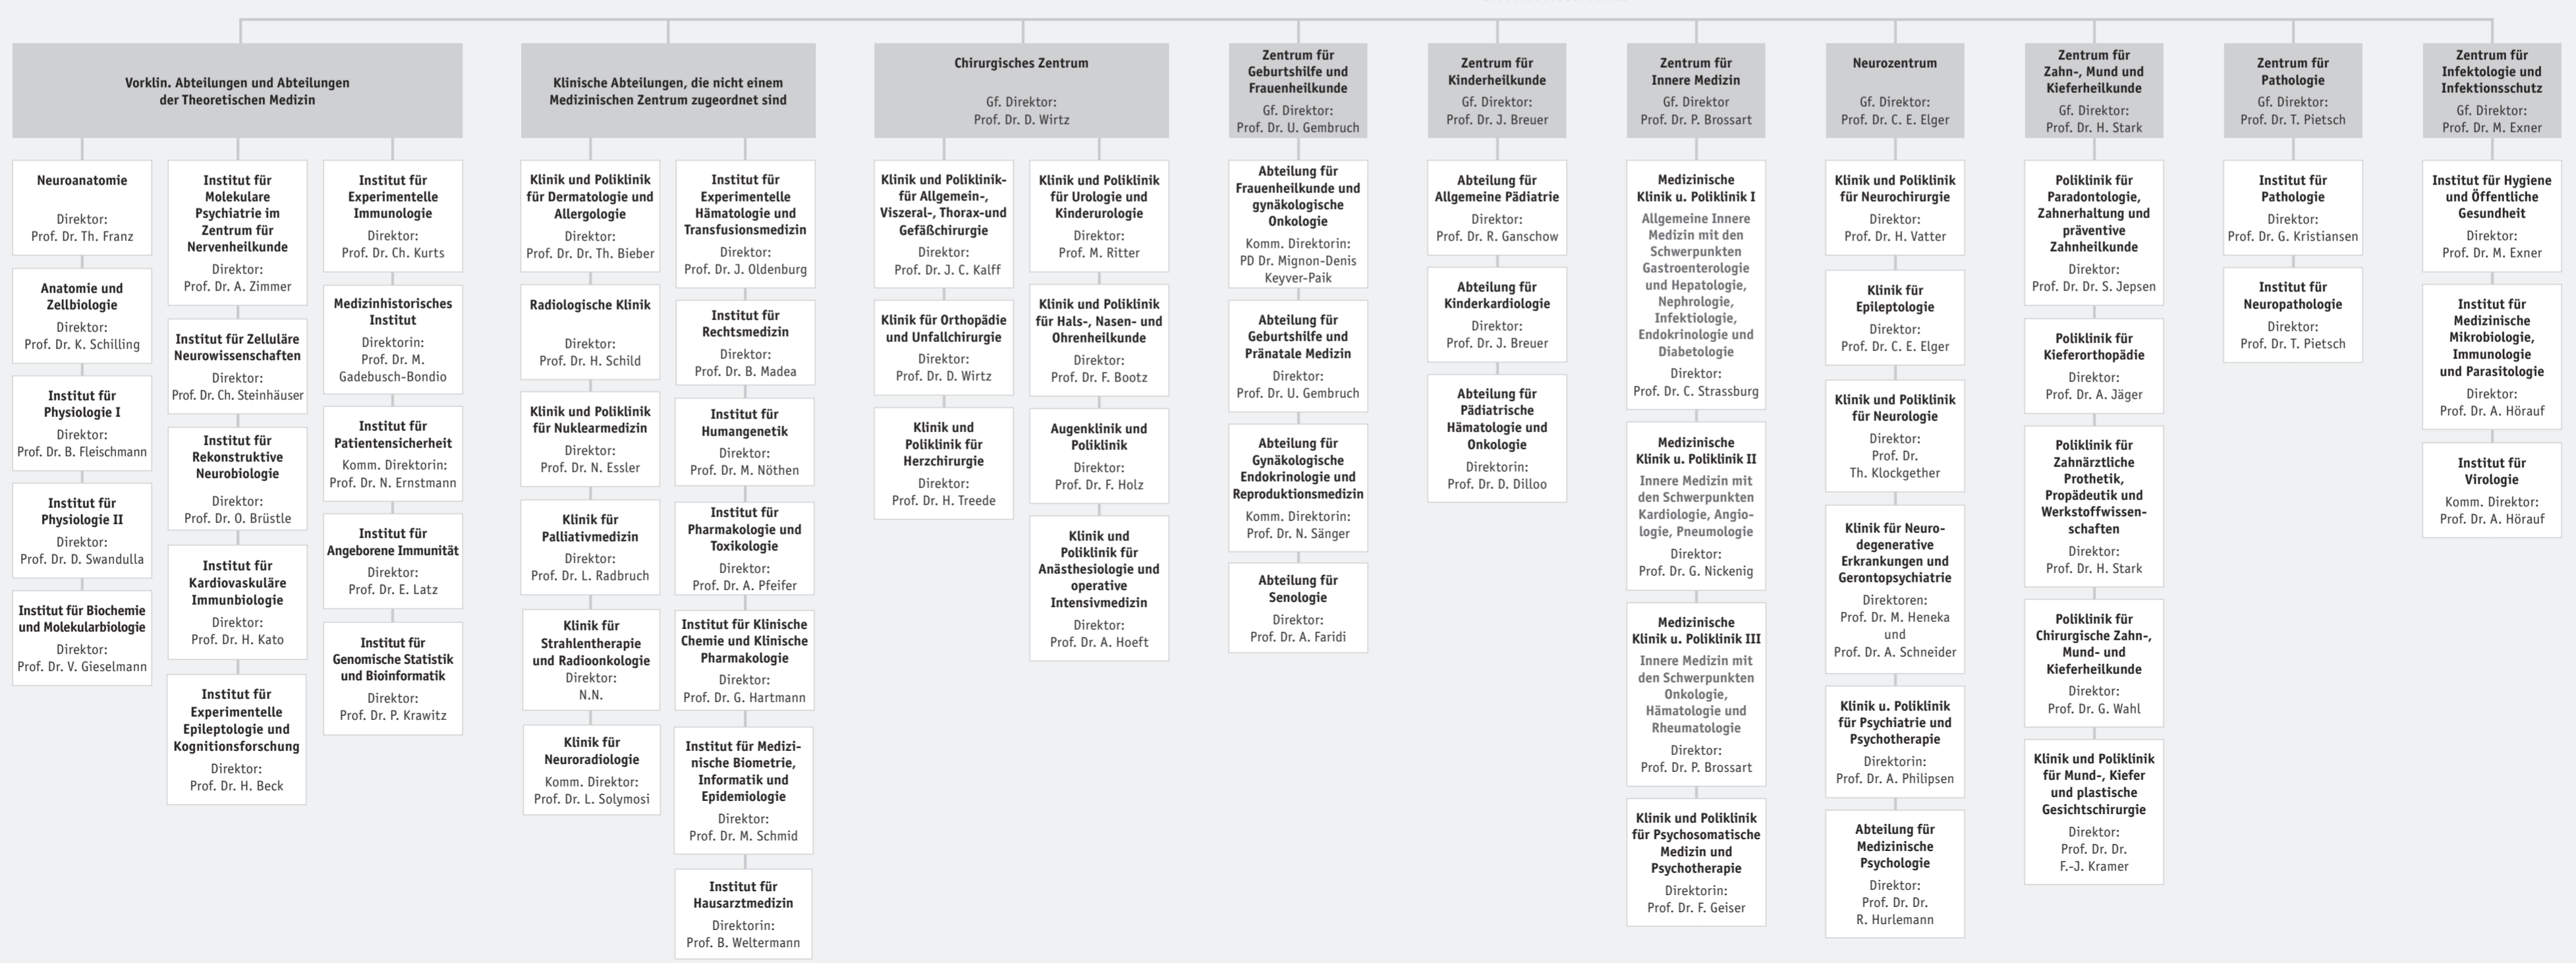 Vorklin. Abteilungen und Abteilungen
der Theoretischen Medizin
Neuroanatomie
Direktor:
Prof. Dr. Th. Franz
Anatomie und
Zellbiologie
Direktor:
Prof. Dr. K. Schilling
Institut für
Physiologie I
Direktor:
Prof. Dr. B. Fleischmann
Institut für
Physiologie II
Direktor:
Prof. Dr. D. Swandulla
Institut für Biochemie
und Molekularbiologie
Direktor:
Prof. Dr. V. Gieselmann
Institut für
Molekulare
Psychiatrie im
Zentrum für
Nervenheilkunde
Direktor:
Prof. Dr. A. Zimmer
Institut für Zelluläre
Neurowissenschaften
Direktor:
Prof. Dr. Ch. Steinhäuser
Institut für
Rekonstruktive
Neurobiologie
Direktor:
Prof. Dr. O. Brüstle
Institut für
Kardiovaskuläre
Immunbiologie
Direktor:
Prof. Dr. H. Kato
Institut für
Experimentelle
Epileptologie und
Kognitionsforschung
Direktor:
Prof. Dr. H. Beck
Institut für
Experimentelle
Immunologie
Direktor:
Prof. Dr. Ch. Kurts
Medizinhistorisches
Institut
Direktorin:
Prof. Dr. M.
Gadebusch-Bondio
Institut für
Patientensicherheit
Komm. Direktorin:
Prof. Dr. N. Ernstmann
Institut für
Angeborene Immunität
Direktor:
Prof. Dr. E. Latz
Institut für
Genomische Statistik
und Bioinformatik
Direktor:
Prof. Dr. P. Krawitz
Klinische Abteilungen, die nicht einem
Medizinischen Zentrum zugeordnet sind
Klinik und Poliklinik
für Dermatologie und
Allergologie
Direktor:
Prof. Dr. Dr. Th. Bieber
Radiologische Klinik
Direktor:
Prof. Dr. H. Schild
Klinik und Poliklinik
für Nuklearmedizin
Direktor:
Prof. Dr. N. Essler
Klinik für
Palliativmedizin
Direktor:
Prof. Dr. L. Radbruch
Klinik für
Strahlentherapie
und Radioonkologie
Direktor:
N.N.
Klinik für
Neuroradiologie
Komm. Direktor:
Prof. Dr. L. Solymosi
Institut für
Experimentelle
Hämatologie und
Transfusionsmedizin
Direktor:
Prof. Dr. J. Oldenburg
Institut für
Rechtsmedizin
Direktor:
Prof. Dr. B. Madea
Institut für
Humangenetik
Direktor:
Prof. Dr. M. Nöthen
Institut für
Pharmakologie und
Toxikologie
Direktor:
Prof. Dr. A. Pfeifer
Institut für Klinische
Chemie und Klinische
Pharmakologie
Direktor:
Prof. Dr. G. Hartmann
Institut für Medizi-
nische Biometrie,
Informatik und
Epidemiologie
Direktor:
Prof. Dr. M. Schmid
Institut für
Hausarztmedizin
Direktorin:
Prof. B. Weltermann
Chirurgisches Zentrum
Gf. Direktor:
Prof. Dr. D. Wirtz
Klinik und Poliklinik-
für Allgemein-,
Viszeral-, Thorax-und
Gefäßchirurgie
Direktor:
Prof. Dr. J. C. Kalff
Klinik für Orthopädie
und Unfallchirurgie
Direktor:
Prof. Dr. D. Wirtz
Klinik und
Poliklinik für
Herzchirurgie
Direktor:
Prof. Dr. H. Treede
Klinik und Poliklinik
für Urologie und
Kinderurologie
Direktor:
Prof. M. Ritter
Klinik und Poliklinik
für Hals-, Nasen- und
Ohrenheilkunde
Direktor:
Prof. Dr. F. Bootz
Augenklinik und
Poliklinik
Direktor:
Prof. Dr. F. Holz
Klinik und
Poliklinik für
Anästhesiologie und
operative
Intensivmedizin
Direktor:
Prof. Dr. A. Hoeft
Zentrum für
Geburtshilfe und
Frauenheilkunde
Gf. Direktor:
Prof. Dr. U. Gembruch
Abteilung für
Frauenheilkunde und
gynäkologische
Onkologie
Komm. Direktorin:
PD Dr. Mignon-Denis
Keyver-Paik
Abteilung für
Geburtshilfe und
Pränatale Medizin
Direktor:
Prof. Dr. U. Gembruch
Abteilung für
Gynäkologische
Endokrinologie und
Reproduktionsmedizin
Komm. Direktorin:
Prof. Dr. N. Sänger
Abteilung für
Senologie
Direktor:
Prof. Dr. A. Faridi
Zentrum für
Kinderheilkunde
Gf. Direktor:
Prof. Dr. J. Breuer
Abteilung für
Allgemeine Pädiatrie
Direktor:
Prof. Dr. R. Ganschow
Abteilung für
Kinderkardiologie
Direktor:
Prof. Dr. J. Breuer
Abteilung für
Pädiatrische
Hämatologie und
Onkologie
Direktorin:
Prof. Dr. D. Dilloo
Zentrum für
Innere Medizin
Gf. Direktor
Prof. Dr. P. Brossart
Medizinische
Klinik u. Poliklinik I
Allgemeine Innere
Medizin mit den
Schwerpunkten
Gastroenterologie
und Hepatologie,
Nephrologie,
Infektiologie,
Endokrinologie und
Diabetologie
Direktor:
Prof. Dr. C. Strassburg
Medizinische
Klinik u. Poliklinik II
Innere Medizin mit
den Schwerpunkten
Kardiologie, Angio-
logie, Pneumologie
Direktor:
Prof. Dr. G. Nickenig
Medizinische
Klinik u. Poliklinik III
Innere Medizin mit
den Schwerpunkten
Onkologie,
Hämatologie und
Rheumatologie
Direktor:
Prof. Dr. P. Brossart
Klinik und Poliklinik
für Psychosomatische
Medizin und
Psychotherapie
Direktorin:
Prof. Dr. F. Geiser
Neurozentrum
Gf. Direktor:
Prof. Dr. C. E. Elger
Klinik und Poliklinik
für Neurochirurgie
Direktor:
Prof. Dr. H. Vatter
Klinik für
Epileptologie
Direktor:
Prof. Dr. C. E. Elger
Klinik und Poliklinik
für Neurologie
Direktor:
Prof. Dr.
Th. Klockgether
Klinik für Neuro-
degenerative
Erkrankungen und
Gerontopsychiatrie
Direktoren:
Prof. Dr. M. Heneka
und
Prof. Dr. A. Schneider
Klinik u. Poliklinik
für Psychiatrie und
Psychotherapie
Direktorin:
Prof. Dr. A. Philipsen
Abteilung für
Medizinische
Psychologie
Direktor:
Prof. Dr. Dr.
R. Hurlemann
Zentrum für
Zahn-, Mund und
Kieferheilkunde
Gf. Direktor:
Prof. Dr. H. Stark
Poliklinik für
Paradontologie,
Zahnerhaltung und
präventive
Zahnheilkunde
Direktor:
Prof. Dr. Dr. S. Jepsen
Poliklinik für
Kieferorthopädie
Direktor:
Prof. Dr. A. Jäger
Poliklinik für
Zahnärztliche
Prothetik,
Propädeutik und
Werkstoffwissen-
schaften
Direktor:
Prof. Dr. H. Stark
Poliklinik für
Chirurgische Zahn-,
Mund- und
Kieferheilkunde
Direktor:
Prof. Dr. G. Wahl
Klinik und Poliklinik
für Mund-, Kiefer
und plastische
Gesichtschirurgie
Direktor:
Prof. Dr. Dr.
F.-J. Kramer
Zentrum für
Pathologie
Gf. Direktor:
Prof. Dr. T. Pietsch
Institut für
Pathologie
Direktor:
Prof. Dr. G. Kristiansen
Institut für
Neuropathologie
Direktor:
Prof. Dr. T. Pietsch
Zentrum für
Infektologie und
Infektionsschutz
Gf. Direktor:
Prof. Dr. M. Exner
Institut für Hygiene
und Öffentliche
Gesundheit
Direktor:
Prof. Dr. M. Exner
Institut für
Medizinische
Mikrobiologie,
Immunologie
und Parasitologie
Direktor:
Prof. Dr. A. Hörauf
Institut für
Virologie
Komm. Direktor:
Prof. Dr. A. Hörauf